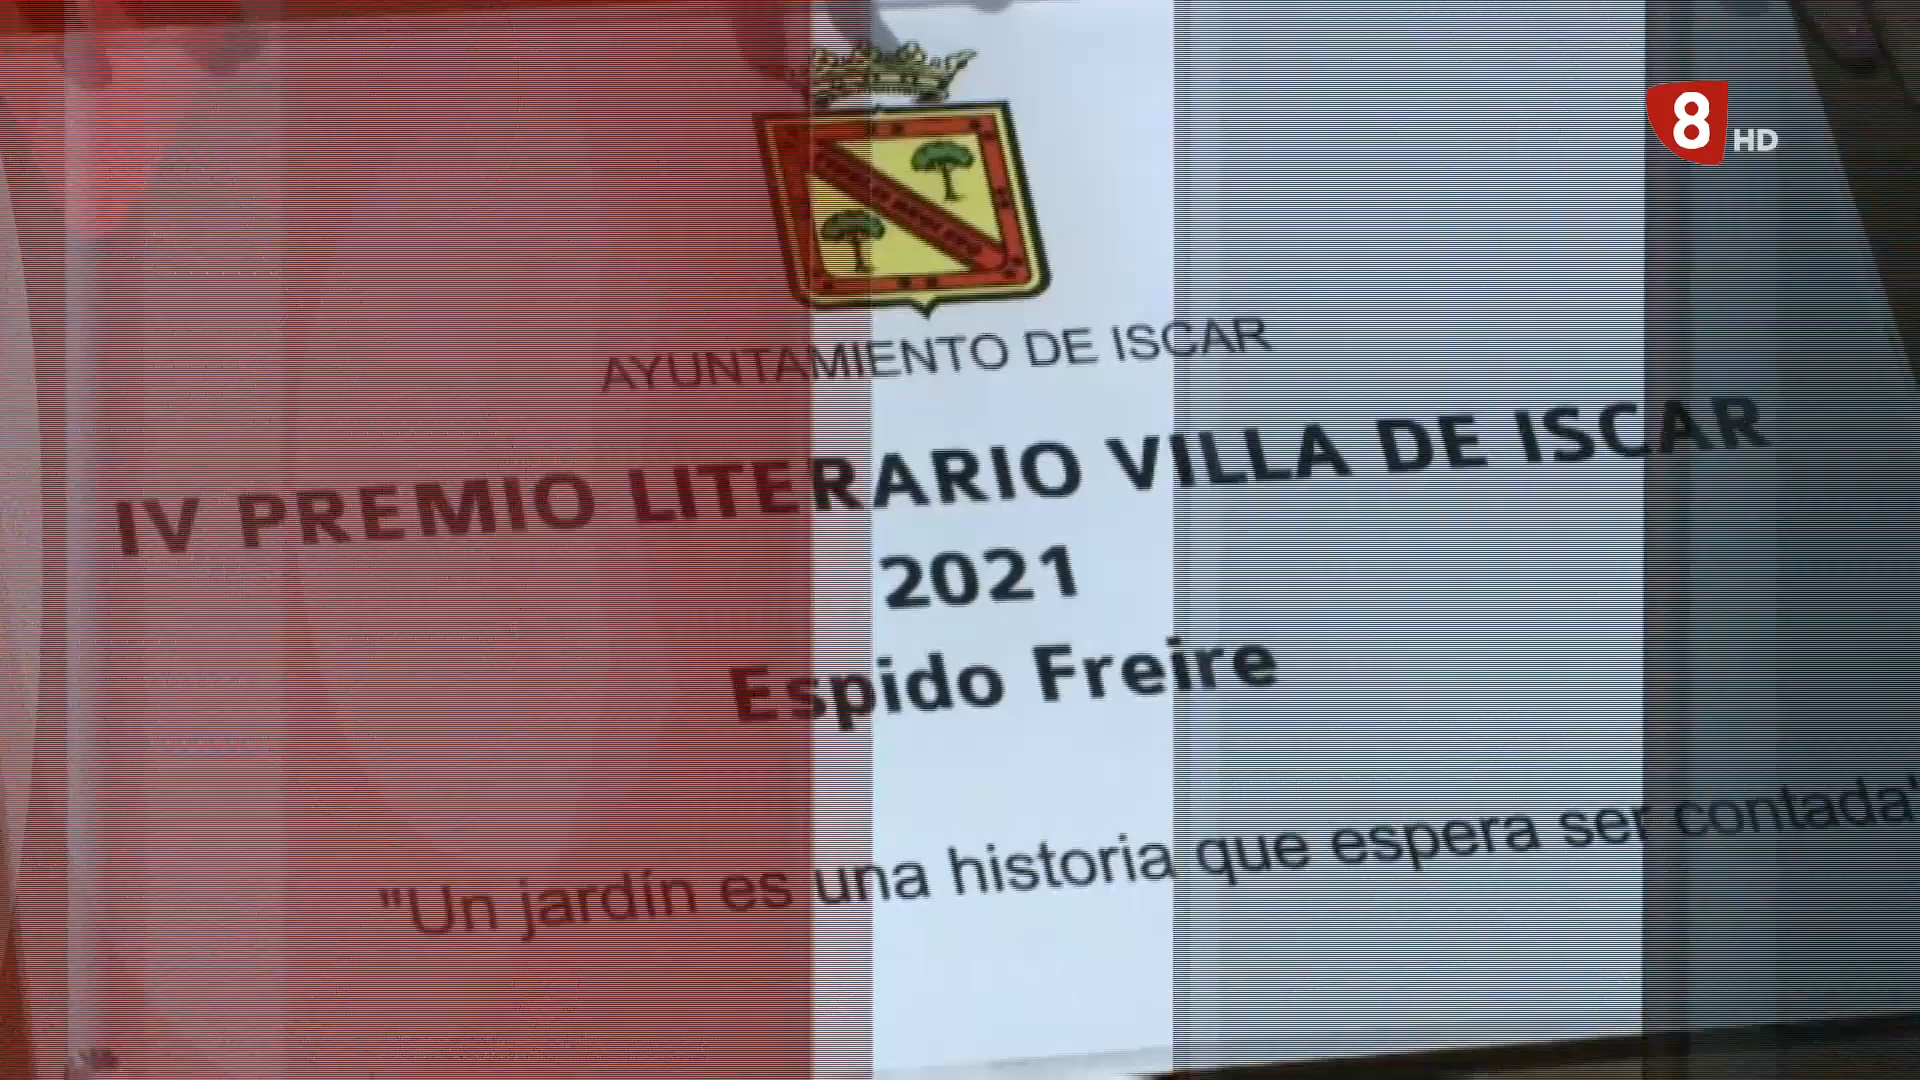 8 HD
AYUNTAMIENTO DE ISCAR
IV PREMIO LITERARIO VILLA DE ISCAR
2021
Espido Freire
"Un jardín es una historia que espera ser contada"